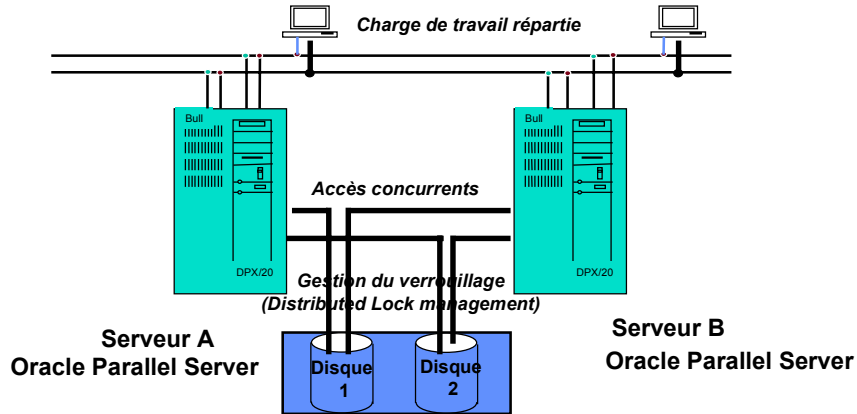 Charge de travail répartie
Bull
Bull
Accès concurrents
DPX/20
DPX/20
Gestion du verrouillage
(Distributed Lock management)
Serveur A
Oracle Parallel Server
Serveur B
Oracle Parallel Server
Disque
1
Disque
2